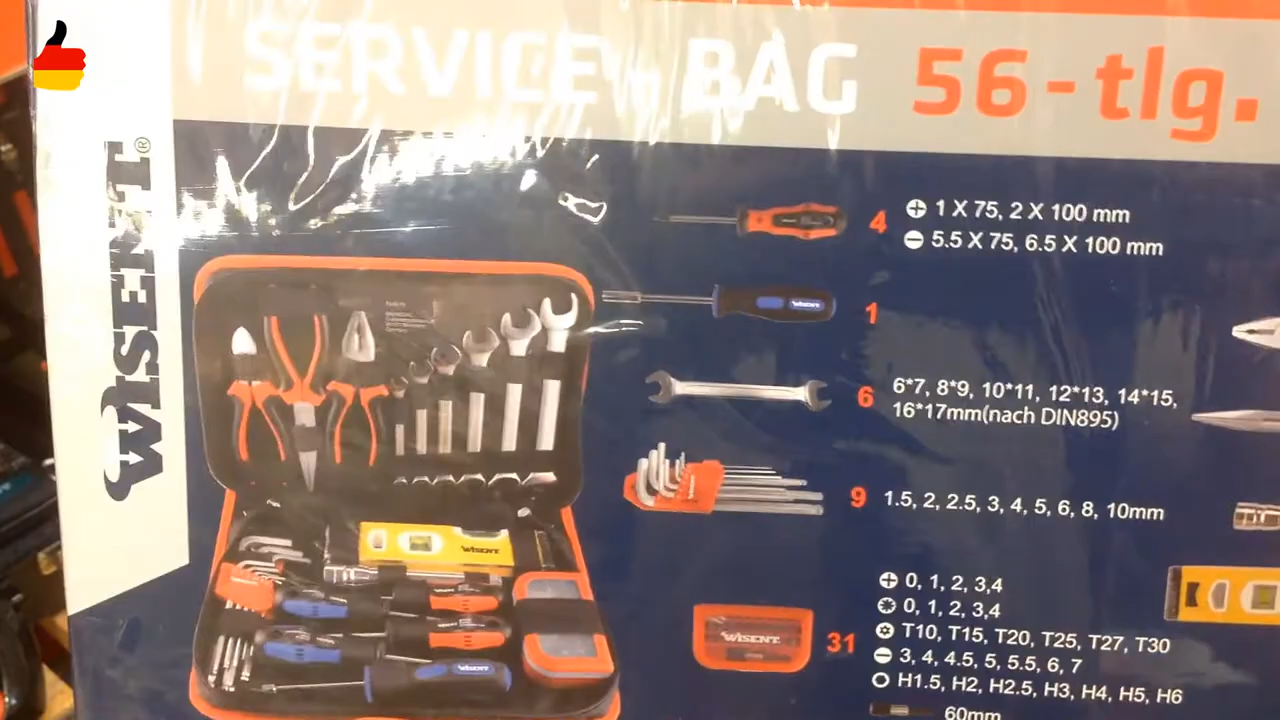 SERVICE - BAG 56-tlg.
WISENT®
4
1 X 75, 2 X 100 mm
5.5 X 75, 6.5 X 100 mm
WISENT
1
6
6*7, 8*9, 10*11, 12*13, 14*15,
16*17mm(nach DIN895)
9
1.5, 2, 2.5, 3, 4, 5, 6, 8, 10mm
WISENT
WISENT
31
0, 1, 2, 3,4
0, 1, 2, 3,4
T10, T15, T20, T25, T27, T30
3, 4, 4.5, 5, 5.5, 6, 7
H1.5, H2, H2.5, H3, H4, H5, H6
60mm
WISENT